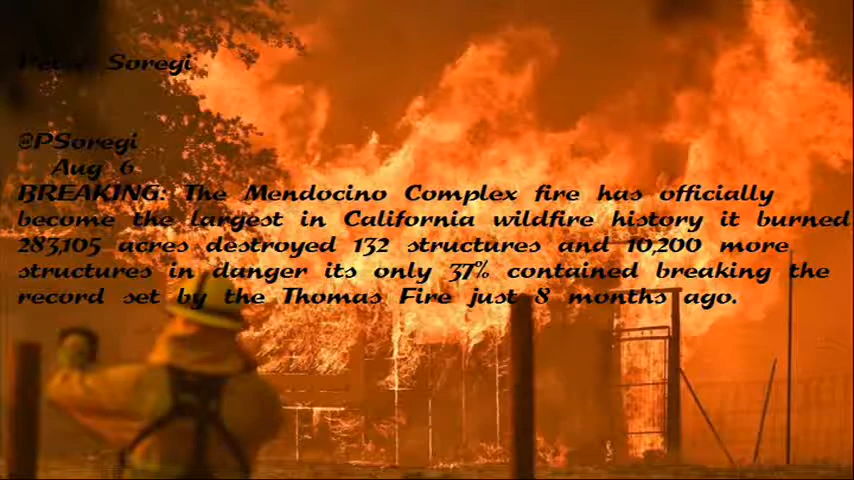 Soregi
@PSoregi
Aug 6
BREAKING: The Mendocino Complex fire has officially
become the largest in California wildfire history it burned
283,105 acres destroyed 132 structures and 10,200 more
structures in danger its only 37% contained breaking the
record set by the Thomas Fire just 8 months ago.